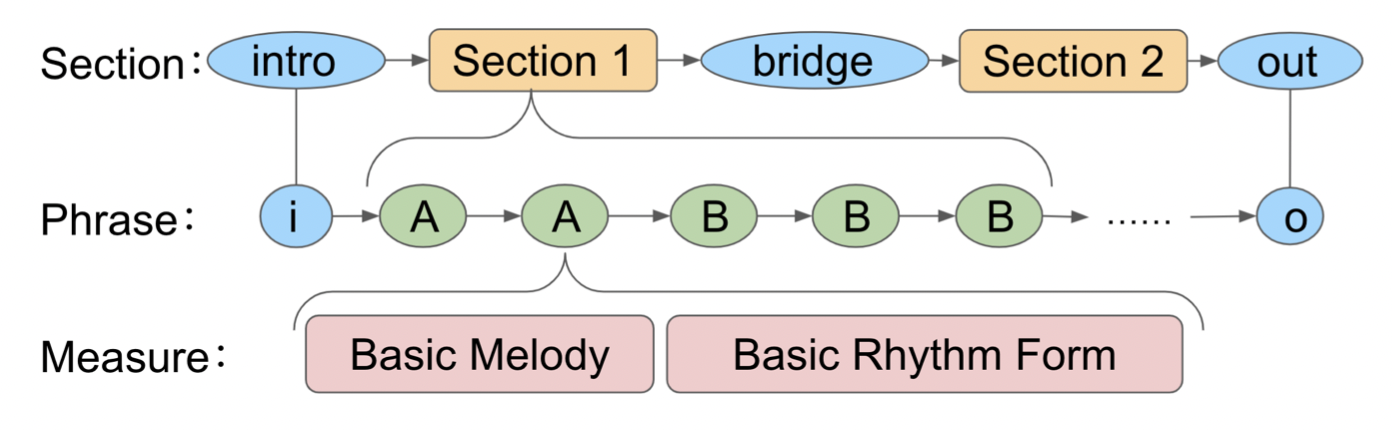 Section: intro Section 1 bridge Section 2 out
Phrase: i A A B B B ...... o
Measure: Basic Melody Basic Rhythm Form